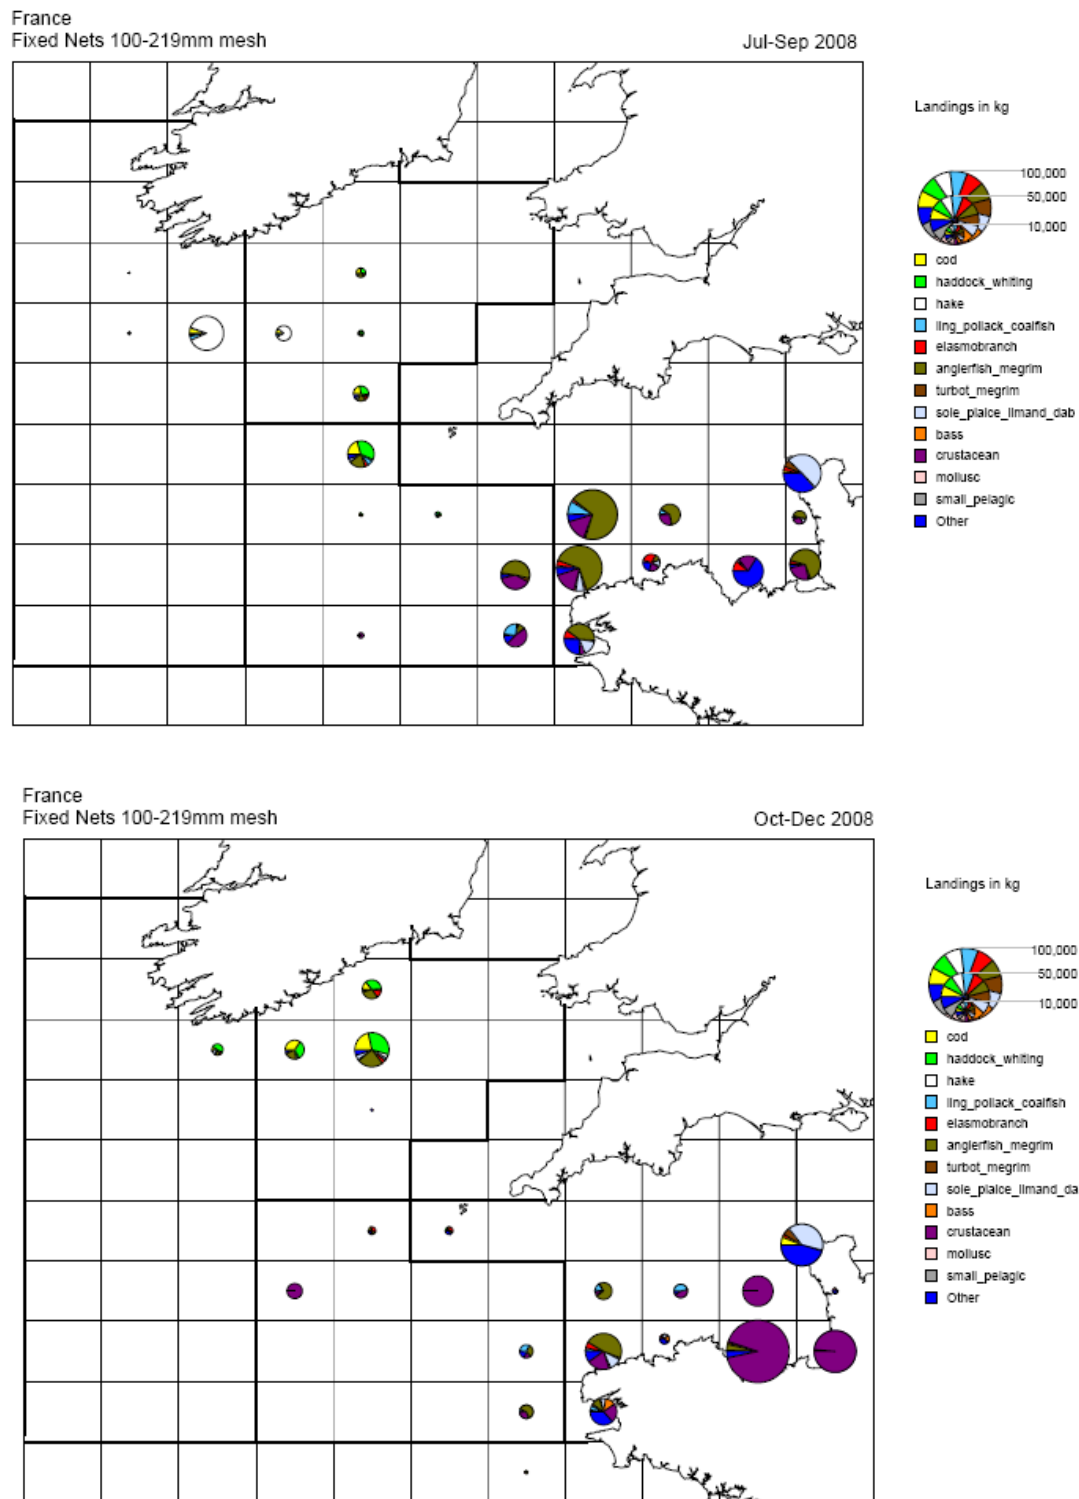 France
Fixed Nets 100-219mm mesh
Jul-Sep 2008
Landings in kg
100,000
50,000
10,000
cod
haddock_whiting
hake
ling_pollack_coalfish
elasmobranch
anglerfish_megrim
turbot_megrim
sole_plaice_limand_dab
bass
crustacean
mollusc
small_pelagic
Other
France
Fixed Nets 100-219mm mesh
Oct-Dec 2008
Landings in kg
100,000
50,000
10,000
cod
haddock_whiting
hake
ling_pollack_coalfish
elasmobranch
anglerfish_megrim
turbot_megrim
sole_plaice_limand_da
bass
crustacean
mollusc
small_pelagic
Other